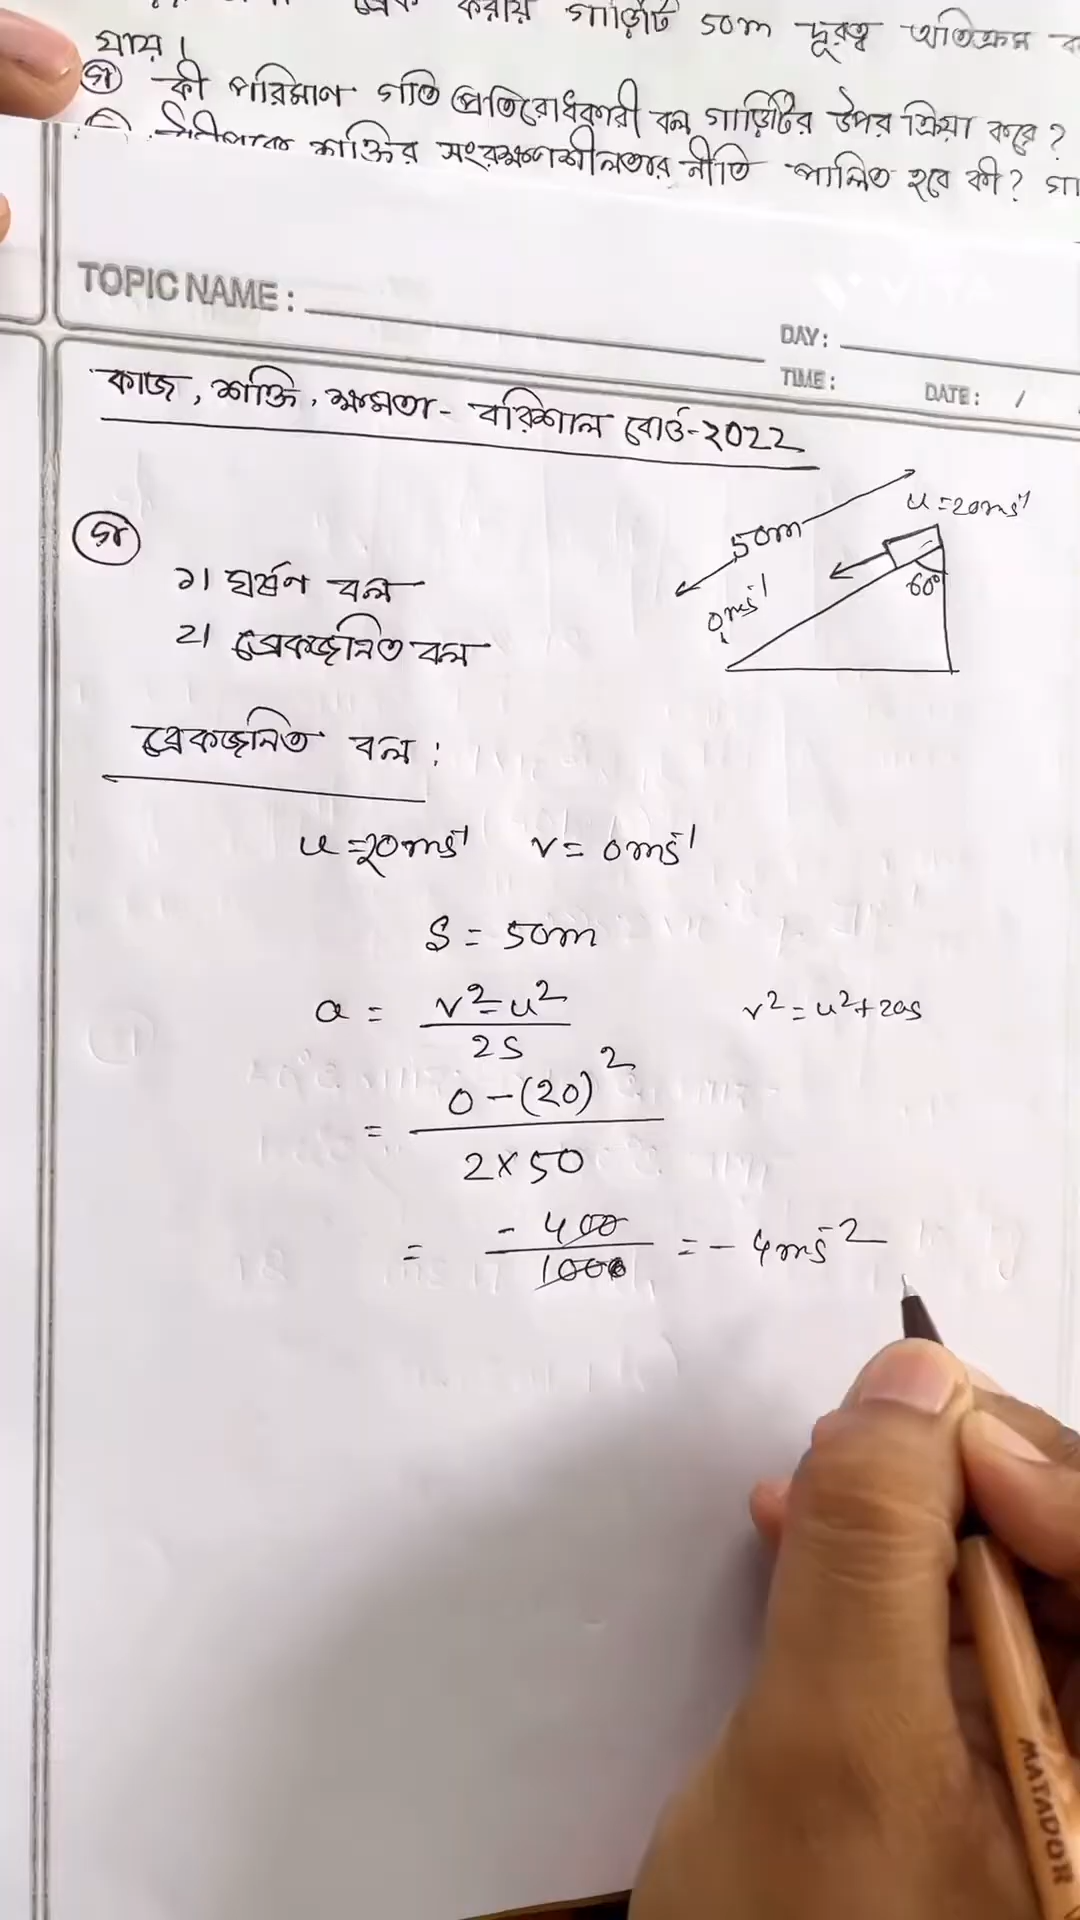 ব্রেক করায় গাড়িটি 50m দূরত্ব অতিক্রম
যায়।
গ কী পরিমাণ গতি প্রতিরোধকারী বল গাড়িটির উপর ক্রিয়া করে?
শক্তির সংরক্ষণশীলতার নীতি পালিত হবে কী? গা
TOPIC NAME :
DAY :
TIME :
DATE : /
কাজ, শক্তি, ক্ষমতা - বরিশাল বোর্ড-২022
u=20ms⁻¹
50m
60°
0ms⁻¹
গ
১। ঘর্ষণ বল
2। ব্রেকজনিত বল
ব্রেকজনিত বল :
u=20ms⁻¹ v= 0ms⁻¹
S = 50m
a = v²-u² / 2S v²=u²+2as
= 0-(20)² / 2×50
= -400 / 1000 = - 4ms⁻²
MATADOR